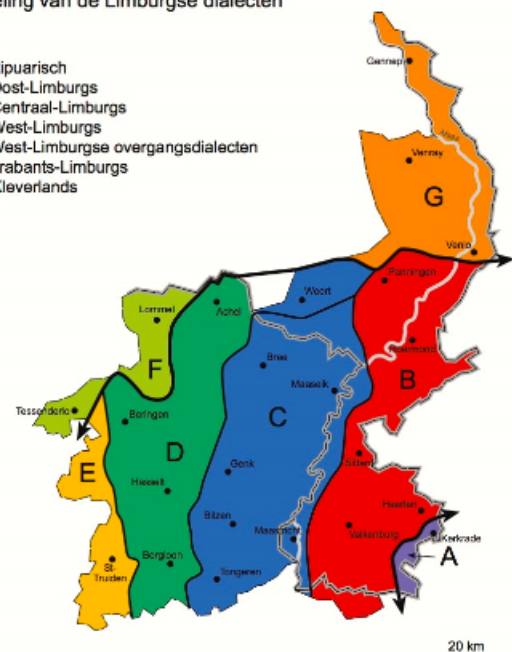 eling van de Limburgse dialecten
ipuarisch
Oost-Limburgs
Centraal-Limburgs
West-Limburgs
West-Limburgse overgangsdialecten
rabants-Limburgs
Kleverlands
Gennep
Maas
Venray
G
Venlo
Panningen
Weert
Lommel
Achel
Roermond
Bree
F
B
Maaseik
Tessenderlo
Beringen
C
D
Sittard
E
Genk
Hasselt
Heerlen
Bilzen
Maastricht
Valkenburg
Kerkrade
A
Borgloon
St-
Truiden
Tongeren
20 km